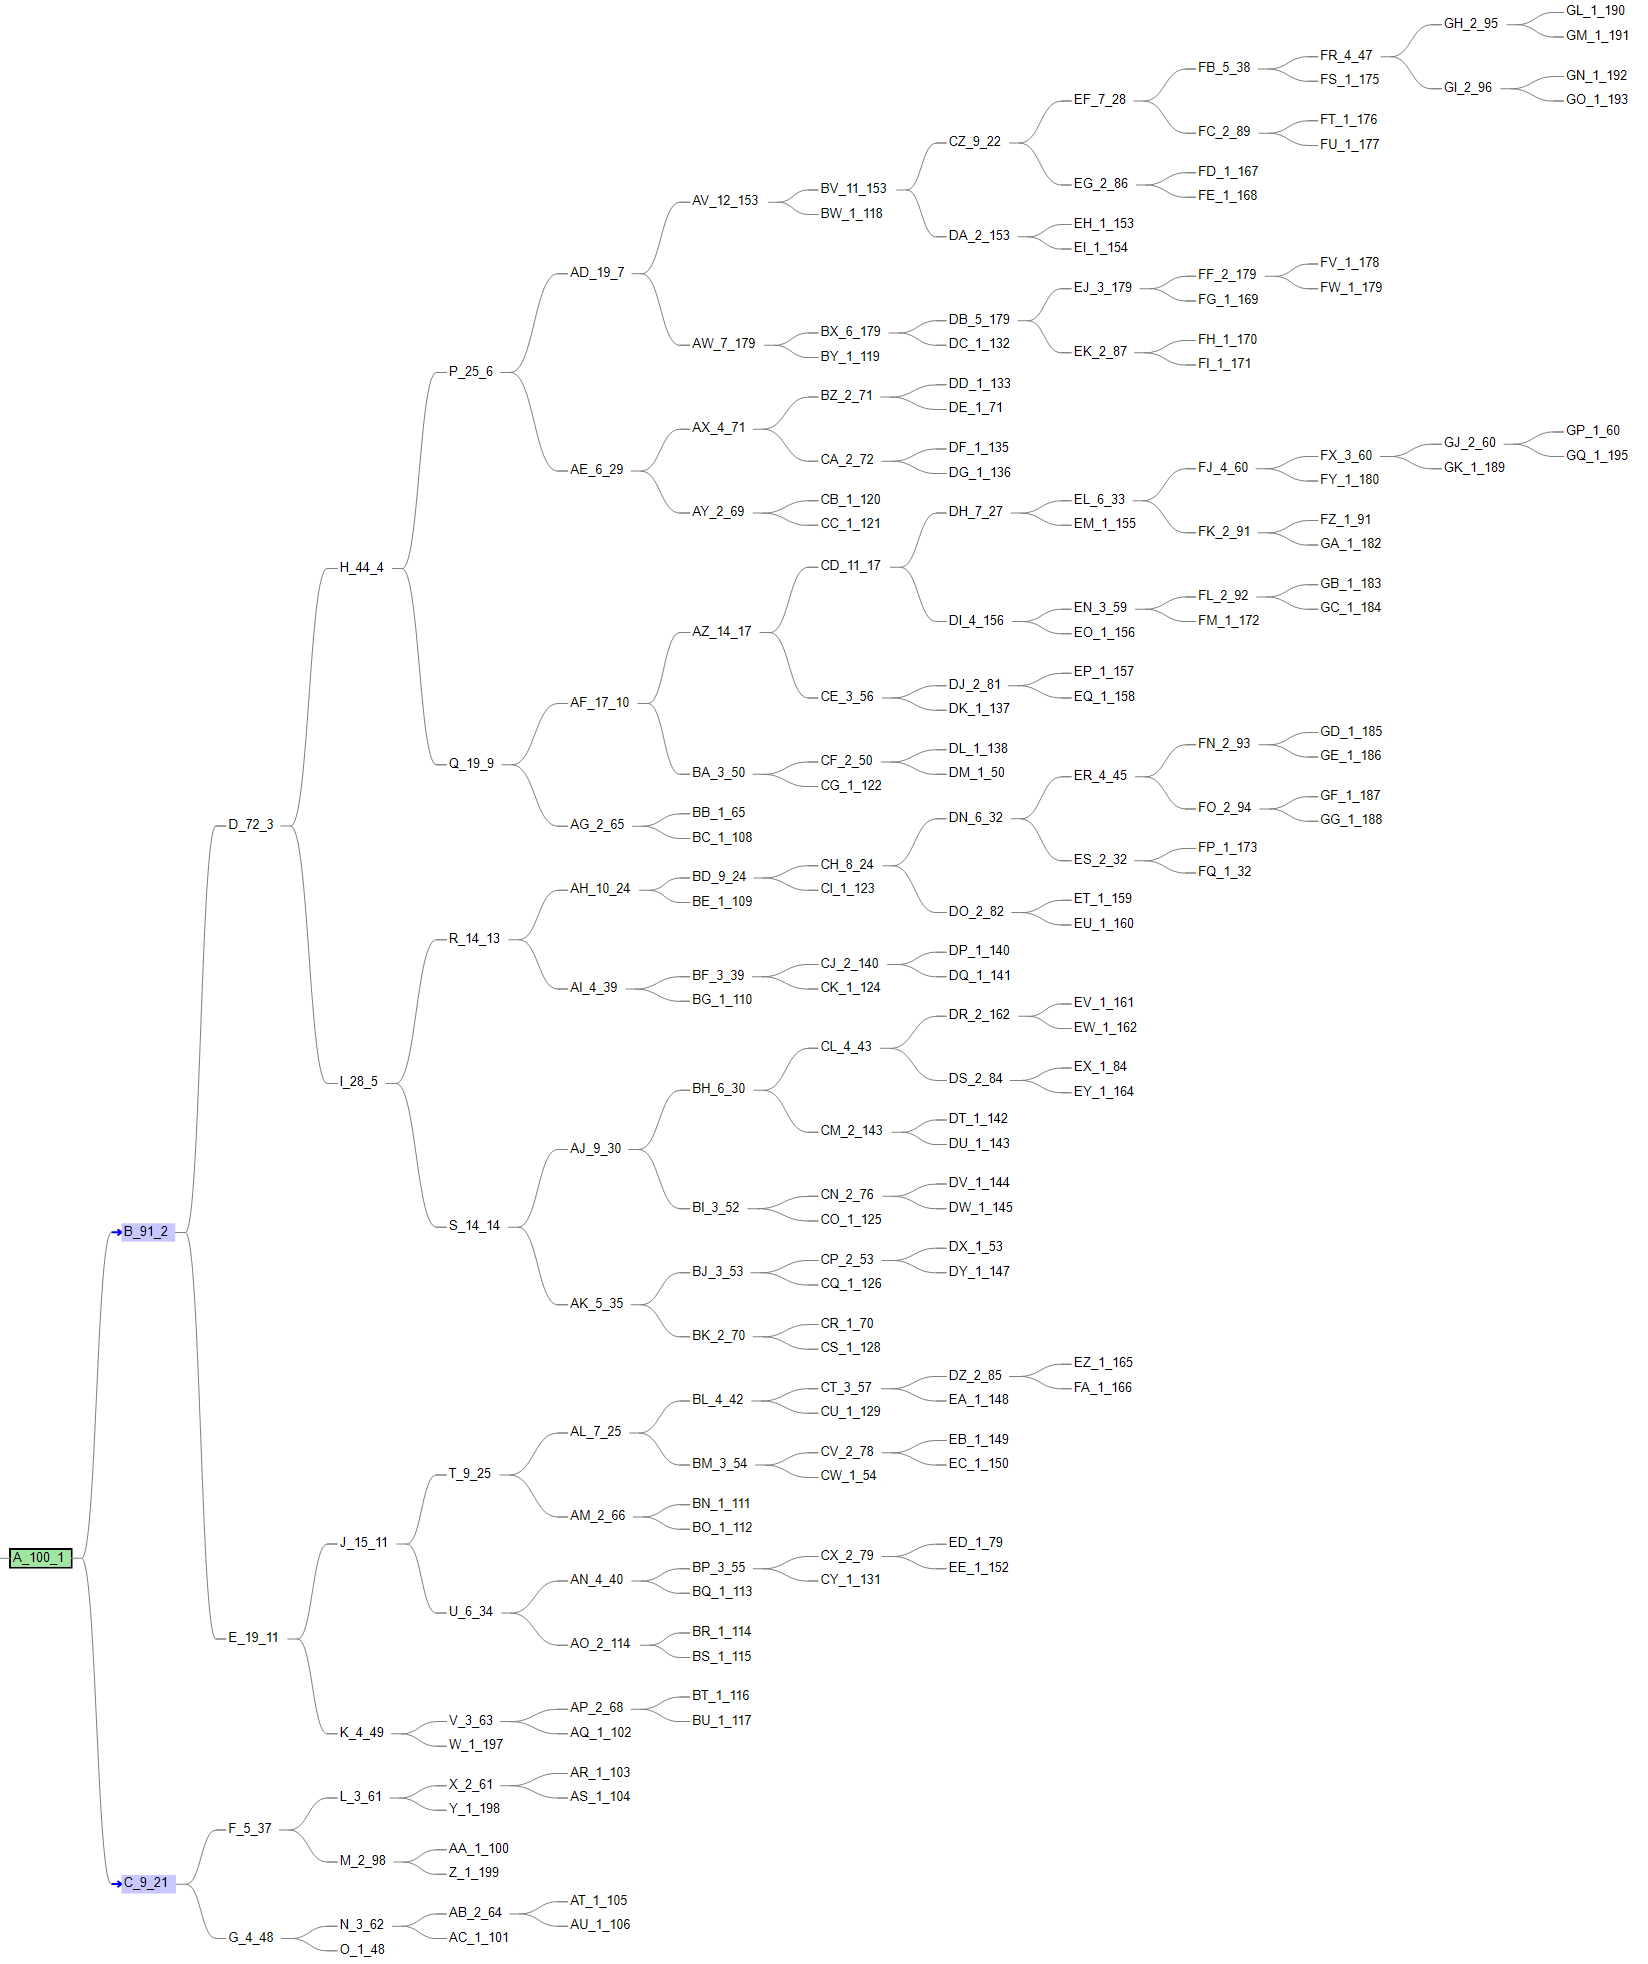 GL_1_190
GH_2_95
GM_1_191
FR_4_47
FB_5_38
GN_1_192
FS_1_175
GI_2_96
EF_7_28
GO_1_193
FT_1_176
FC_2_89
CZ_9_22
FU_1_177
FD_1_167
EG_2_86
BV_11_153
FE_1_168
AV_12_153
BW_1_118
EH_1_153
DA_2_153
EI_1_154
FV_1_178
AD_19_7
FF_2_179
EJ_3_179
FW_1_179
FG_1_169
DB_5_179
BX_6_179
FH_1_170
AW_7_179
DC_1_132
EK_2_87
BY_1_119
FI_1_171
P_25_6
DD_1_133
BZ_2_71
DE_1_71
AX_4_71
GP_1_60
GJ_2_60
DF_1_135
FX_3_60
GQ_1_195
CA_2_72
FJ_4_60
GK_1_189
AE_6_29
DG_1_136
FY_1_180
CB_1_120
EL_6_33
AY_2_69
DH_7_27
FZ_1_91
CC_1_121
EM_1_155
FK_2_91
GA_1_182
H_44_4
CD_11_17
GB_1_183
FL_2_92
EN_3_59
GC_1_184
DI_4_156
FM_1_172
AZ_14_17
EO_1_156
EP_1_157
DJ_2_81
CE_3_56
EQ_1_158
AF_17_10
DK_1_137
GD_1_185
FN_2_93
DL_1_138
GE_1_186
CF_2_50
Q_19_9
BA_3_50
DM_1_50
ER_4_45
CG_1_122
GF_1_187
FO_2_94
BB_1_65
DN_6_32
GG_1_188
D_72_3
AG_2_65
BC_1_108
FP_1_173
ES_2_32
CH_8_24
FQ_1_32
BD_9_24
AH_10_24
CI_1_123
ET_1_159
BE_1_109
DO_2_82
EU_1_160
R_14_13
DP_1_140
CJ_2_140
BF_3_39
DQ_1_141
AI_4_39
CK_1_124
BG_1_110
EV_1_161
DR_2_162
EW_1_162
CL_4_43
EX_1_84
DS_2_84
I_28_5
BH_6_30
EY_1_164
DT_1_142
CM_2_143
DU_1_143
AJ_9_30
DV_1_144
CN_2_76
BI_3_52
DW_1_145
CO_1_125
S_14_14
B_91_2
DX_1_53
CP_2_53
BJ_3_53
DY_1_147
CQ_1_126
AK_5_35
CR_1_70
BK_2_70
CS_1_128
EZ_1_165
DZ_2_85
CT_3_57
FA_1_166
BL_4_42
EA_1_148
CU_1_129
AL_7_25
EB_1_149
CV_2_78
BM_3_54
EC_1_150
T_9_25
CW_1_54
BN_1_111
AM_2_66
BO_1_112
J_15_11
ED_1_79
CX_2_79
A_100_1
BP_3_55
EE_1_152
AN_4_40
CY_1_131
BQ_1_113
U_6_34
BR_1_114
E_19_11
AO_2_114
BS_1_115
BT_1_116
AP_2_68
V_3_63
BU_1_117
K_4_49
AQ_1_102
W_1_197
AR_1_103
X_2_61
L_3_61
AS_1_104
Y_1_198
F_5_37
AA_1_100
M_2_98
Z_1_199
C_9_21
AT_1_105
AB_2_64
N_3_62
AU_1_106
G_4_48
AC_1_101
O_1_48